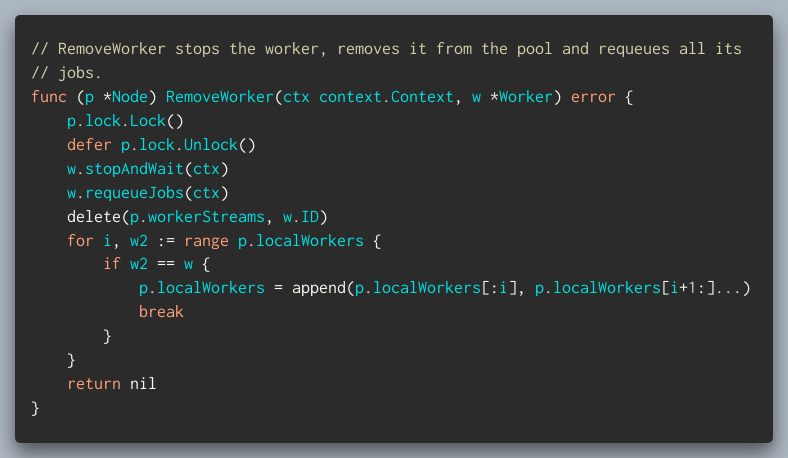 // RemoveWorker stops the worker, removes it from the pool and requeues all its
// jobs.
func (p *Node) RemoveWorker(ctx context.Context, w *Worker) error {
    p.lock.Lock()
    defer p.lock.Unlock()
    w.stopAndWait(ctx)
    w.requeueJobs(ctx)
    delete(p.workerStreams, w.ID)
    for i, w2 := range p.localWorkers {
        if w2 == w {
            p.localWorkers = append(p.localWorkers[:i], p.localWorkers[i+1:]...)
            break
        }
    }
    return nil
}